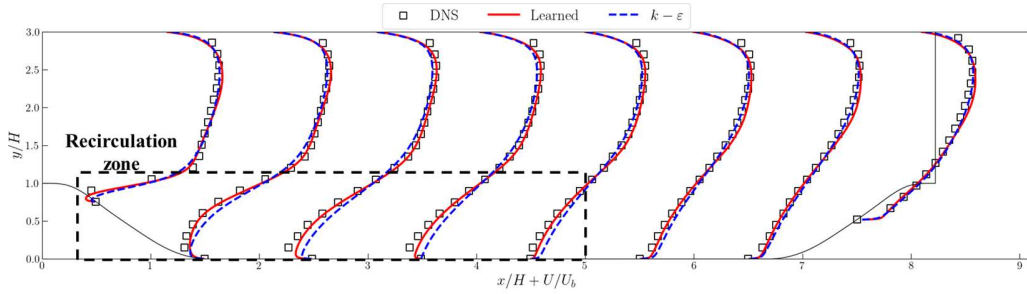 DNS Learned k − ε
3.0
2.5
2.0
1.5
1.0
0.5
0.0
y/H
Recirculation
zone
0 1 2 3 4 5 6 7 8 9
x/H + U/U_b